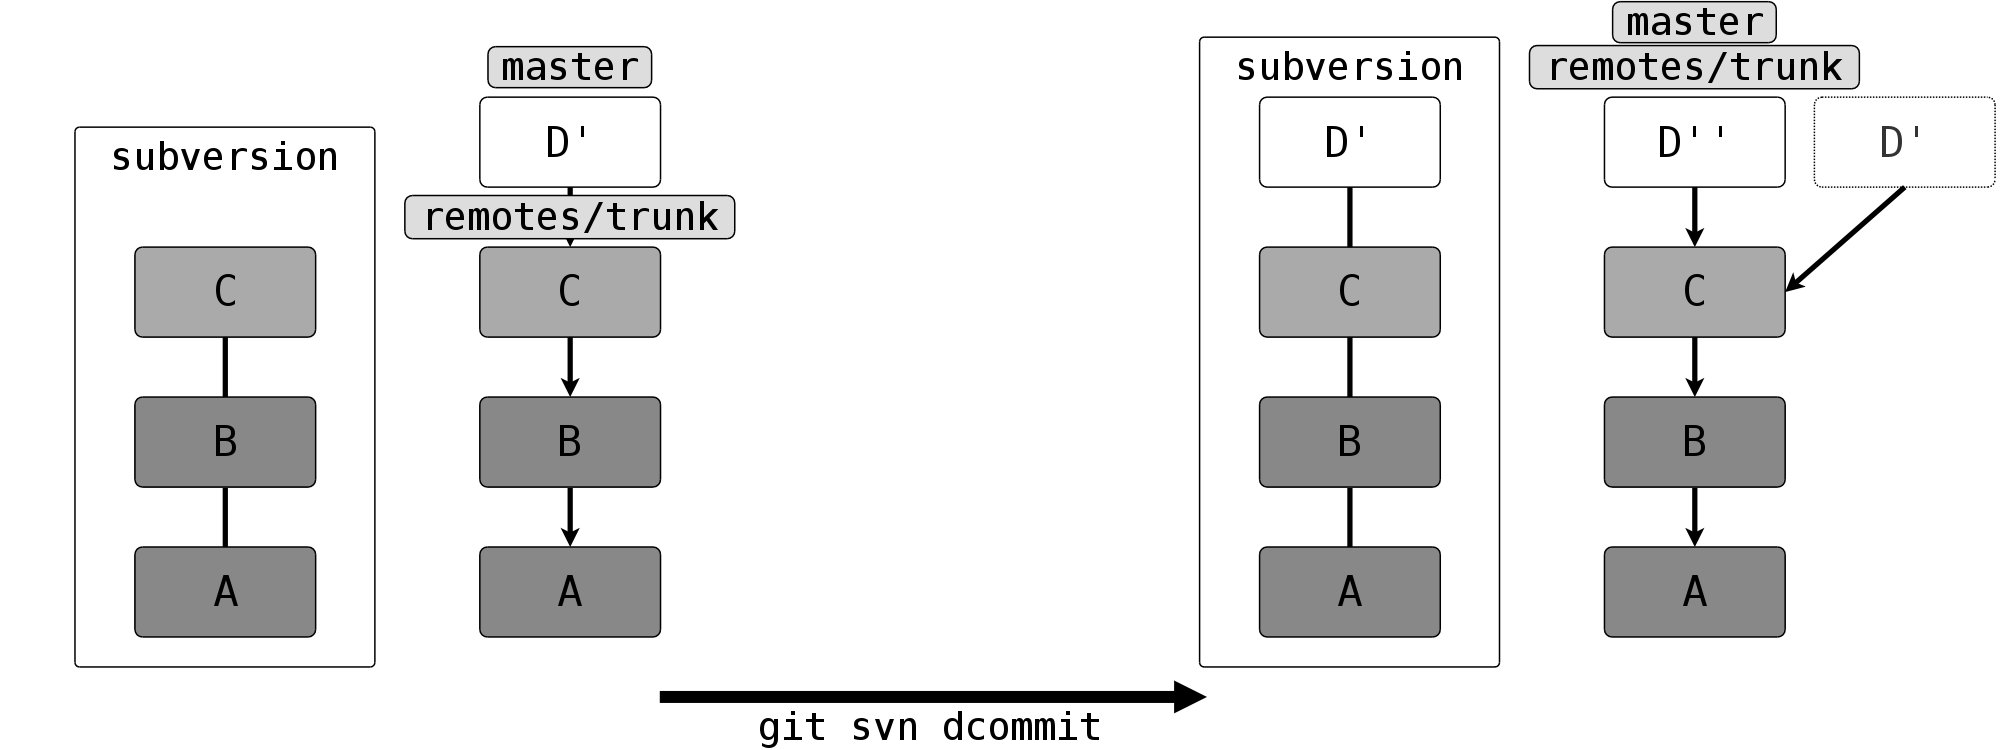 subversion
C
B
A
master
D'
remotes/trunk
C
B
A
git svn dcommit
subversion
D'
C
B
A
master
remotes/trunk
D''
D'
C
B
A